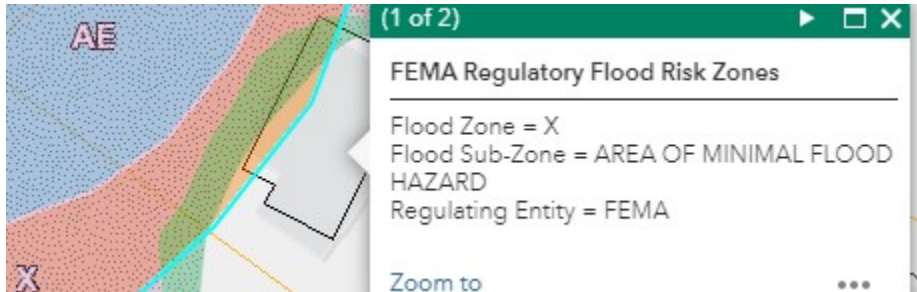 AE
X
(1 of 2)
FEMA Regulatory Flood Risk Zones
Flood Zone = X
Flood Sub-Zone = AREA OF MINIMAL FLOOD
HAZARD
Regulating Entity = FEMA
Zoom to